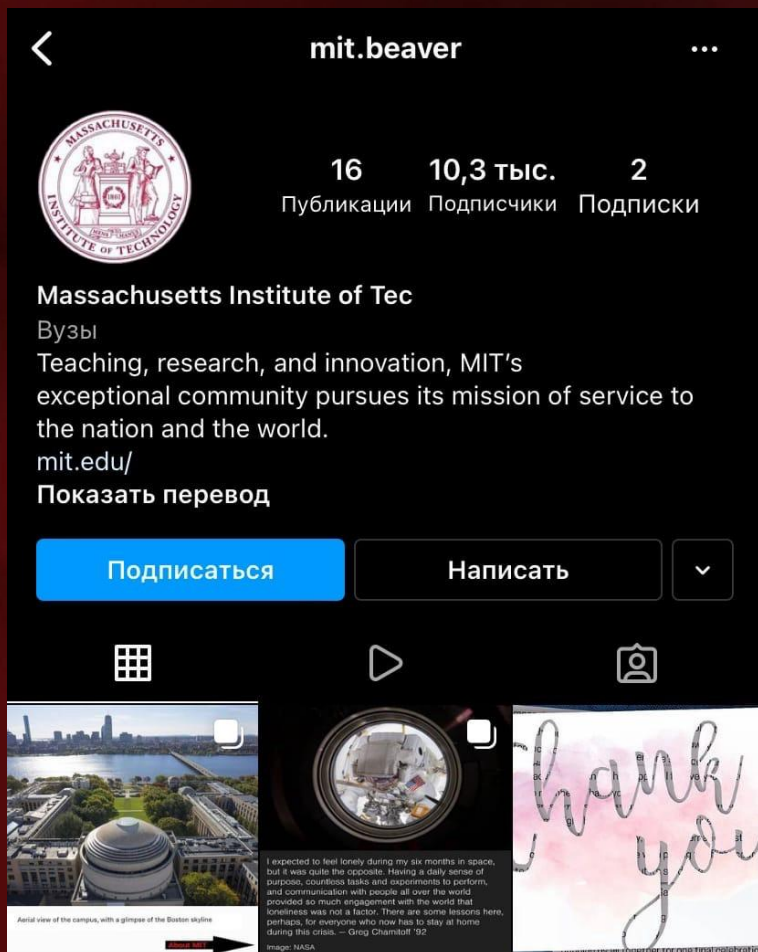 mit.beaver
MASSACHUSETTS
INSTITUTE OF TECHNOLOGY
16
Публикации
10,3 тыс.
Подписчики
2
Подписки
Massachusetts Institute of Tec
Вузы
Teaching, research, and innovation, MIT's
exceptional community pursues its mission of service to
the nation and the world.
mit.edu/
Показать перевод
Подписаться
Написать
Aerial view of the campus, with a glimpse of the Boston skyline
About MIT
I expected to feel lonely during my six months in space,
but it was quite the opposite. Having a daily sense of
purpose, countless tasks and experiments to perform,
and communication with people all over the world
provided so much engagement with the world that
loneliness was not a factor. There are some lessons here,
perhaps, for everyone who now has to stay at home
during this crisis. — Greg Chamitoff '92
Image: NASA
thank
you